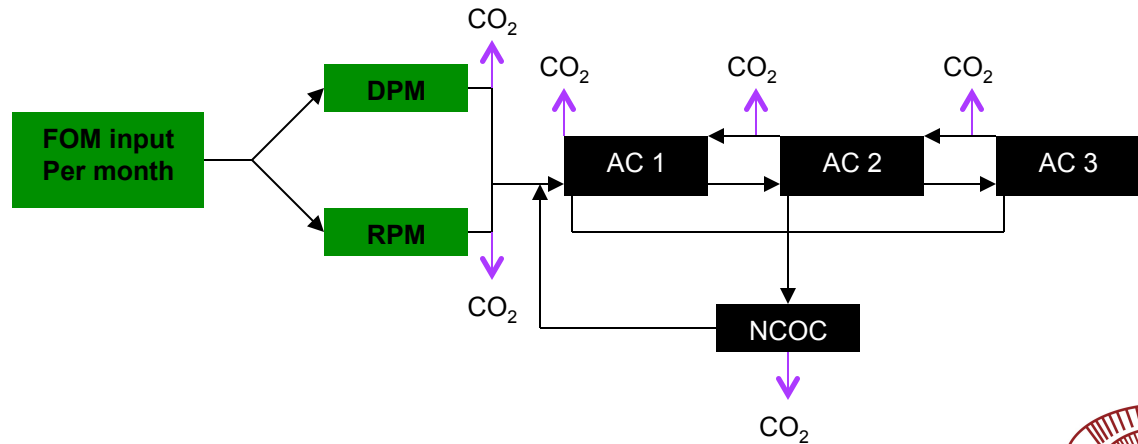 CO₂
CO₂
CO₂
CO₂
DPM
FOM input
Per month
AC 1
AC 2
AC 3
RPM
CO₂
NCOC
CO₂